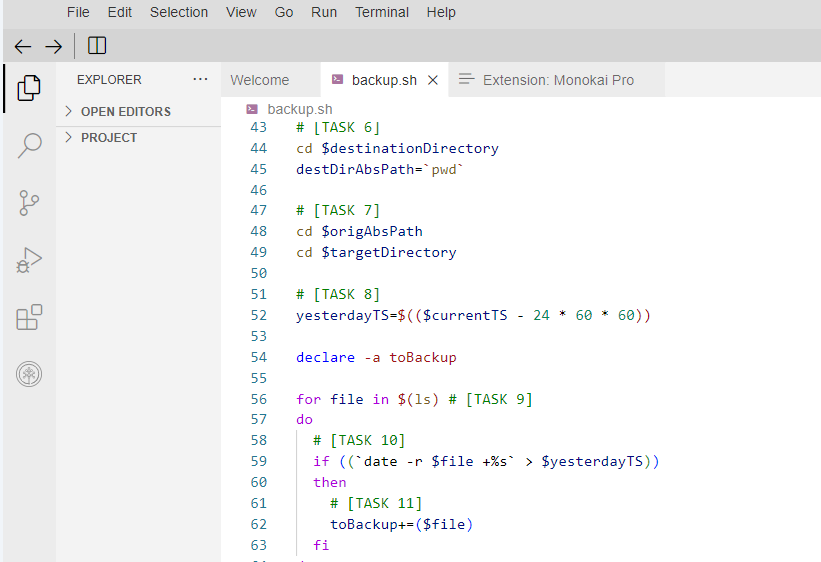 File Edit Selection View Go Run Terminal Help
EXPLORER ...
OPEN EDITORS
PROJECT
Welcome backup.sh Extension: Monokai Pro
backup.sh
43 # [TASK 6]
44 cd $destinationDirectory
45 destDirAbsPath=`pwd`
46
47 # [TASK 7]
48 cd $origAbsPath
49 cd $targetDirectory
50
51 # [TASK 8]
52 yesterdayTS=$(($currentTS - 24 * 60 * 60))
53
54 declare -a toBackup
55
56 for file in $(ls) # [TASK 9]
57 do
58 # [TASK 10]
59 if ((`date -r $file +%s` > $yesterdayTS))
60 then
61 # [TASK 11]
62 toBackup+=($file)
63 fi